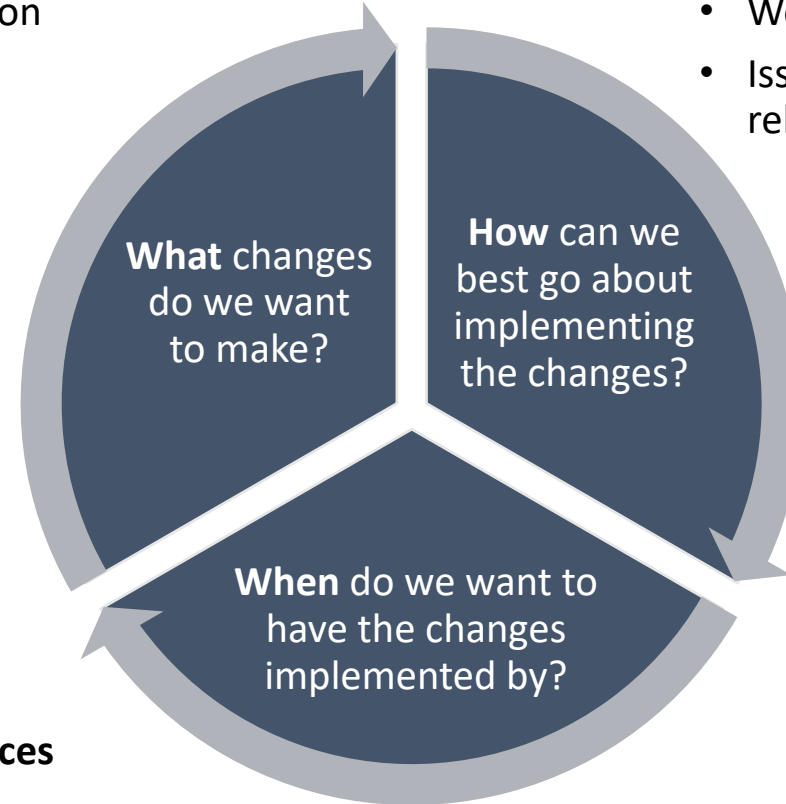 What changes
do we want
to make?
How can we
best go about
implementing
the changes?
When do we want to
have the changes
implemented by?